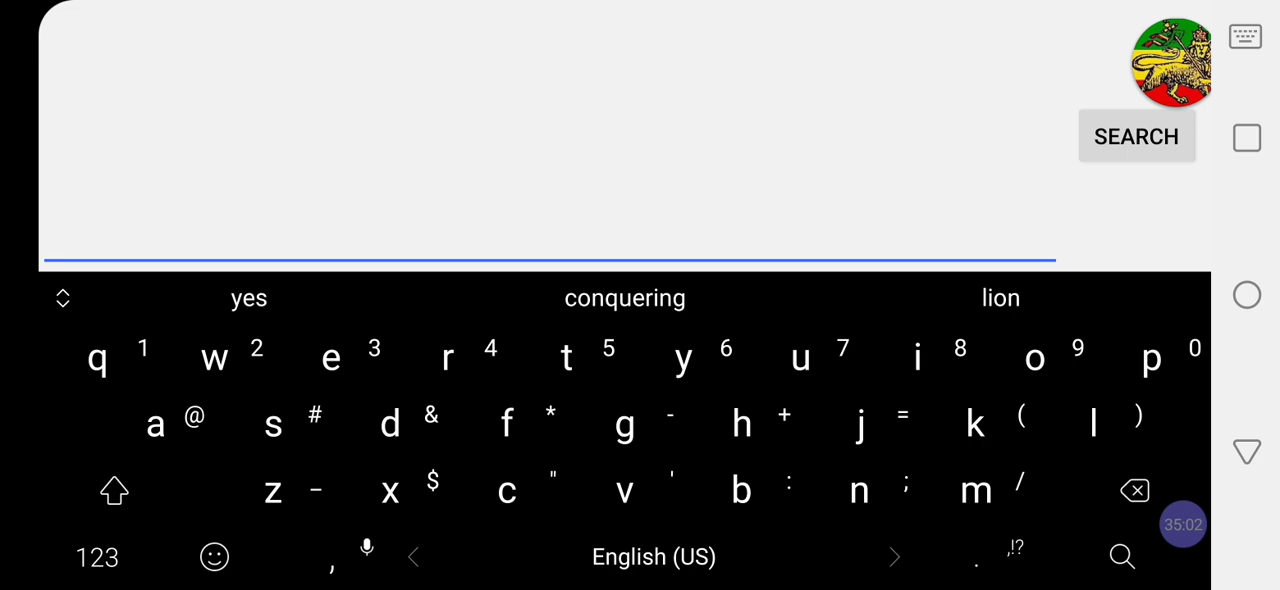 SEARCH
yes conquering lion
q 1 w 2 e 3 r 4 t 5 y 6 u 7 i 8 o 9 p 0
a @ s # d & f * g - h + j = k ( l )
z _ x $ c " v ' b : n ; m /
35:02
123 , < English (US) > . ,!?